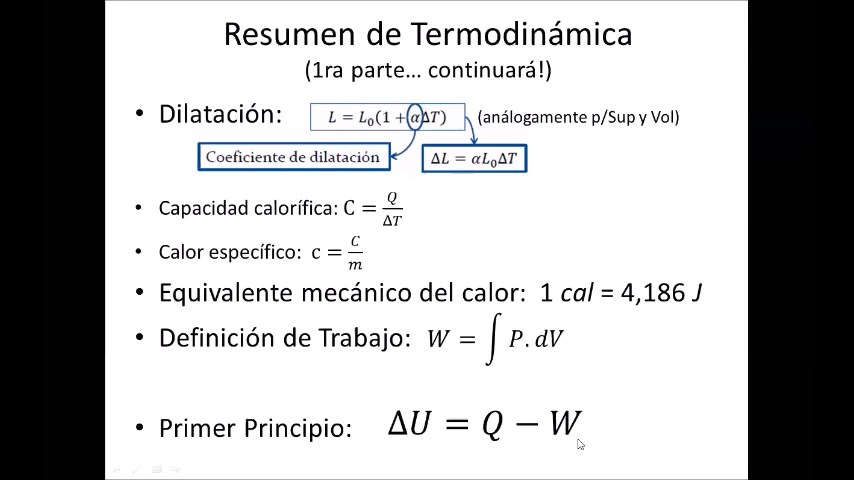 Resumen de Termodinámica
(1ra parte... continuará!)
• Dilatación: L = L₀(1 + αΔT) (análogamente p/Sup y Vol)
Coeficiente de dilatación ΔL = αL₀ΔT
• Capacidad calorífica: C = Q/ΔT
• Calor específico: c = C/m
• Equivalente mecánico del calor: 1 cal = 4,186 J
• Definición de Trabajo: W = ∫ P. dV
• Primer Principio: ΔU = Q − W